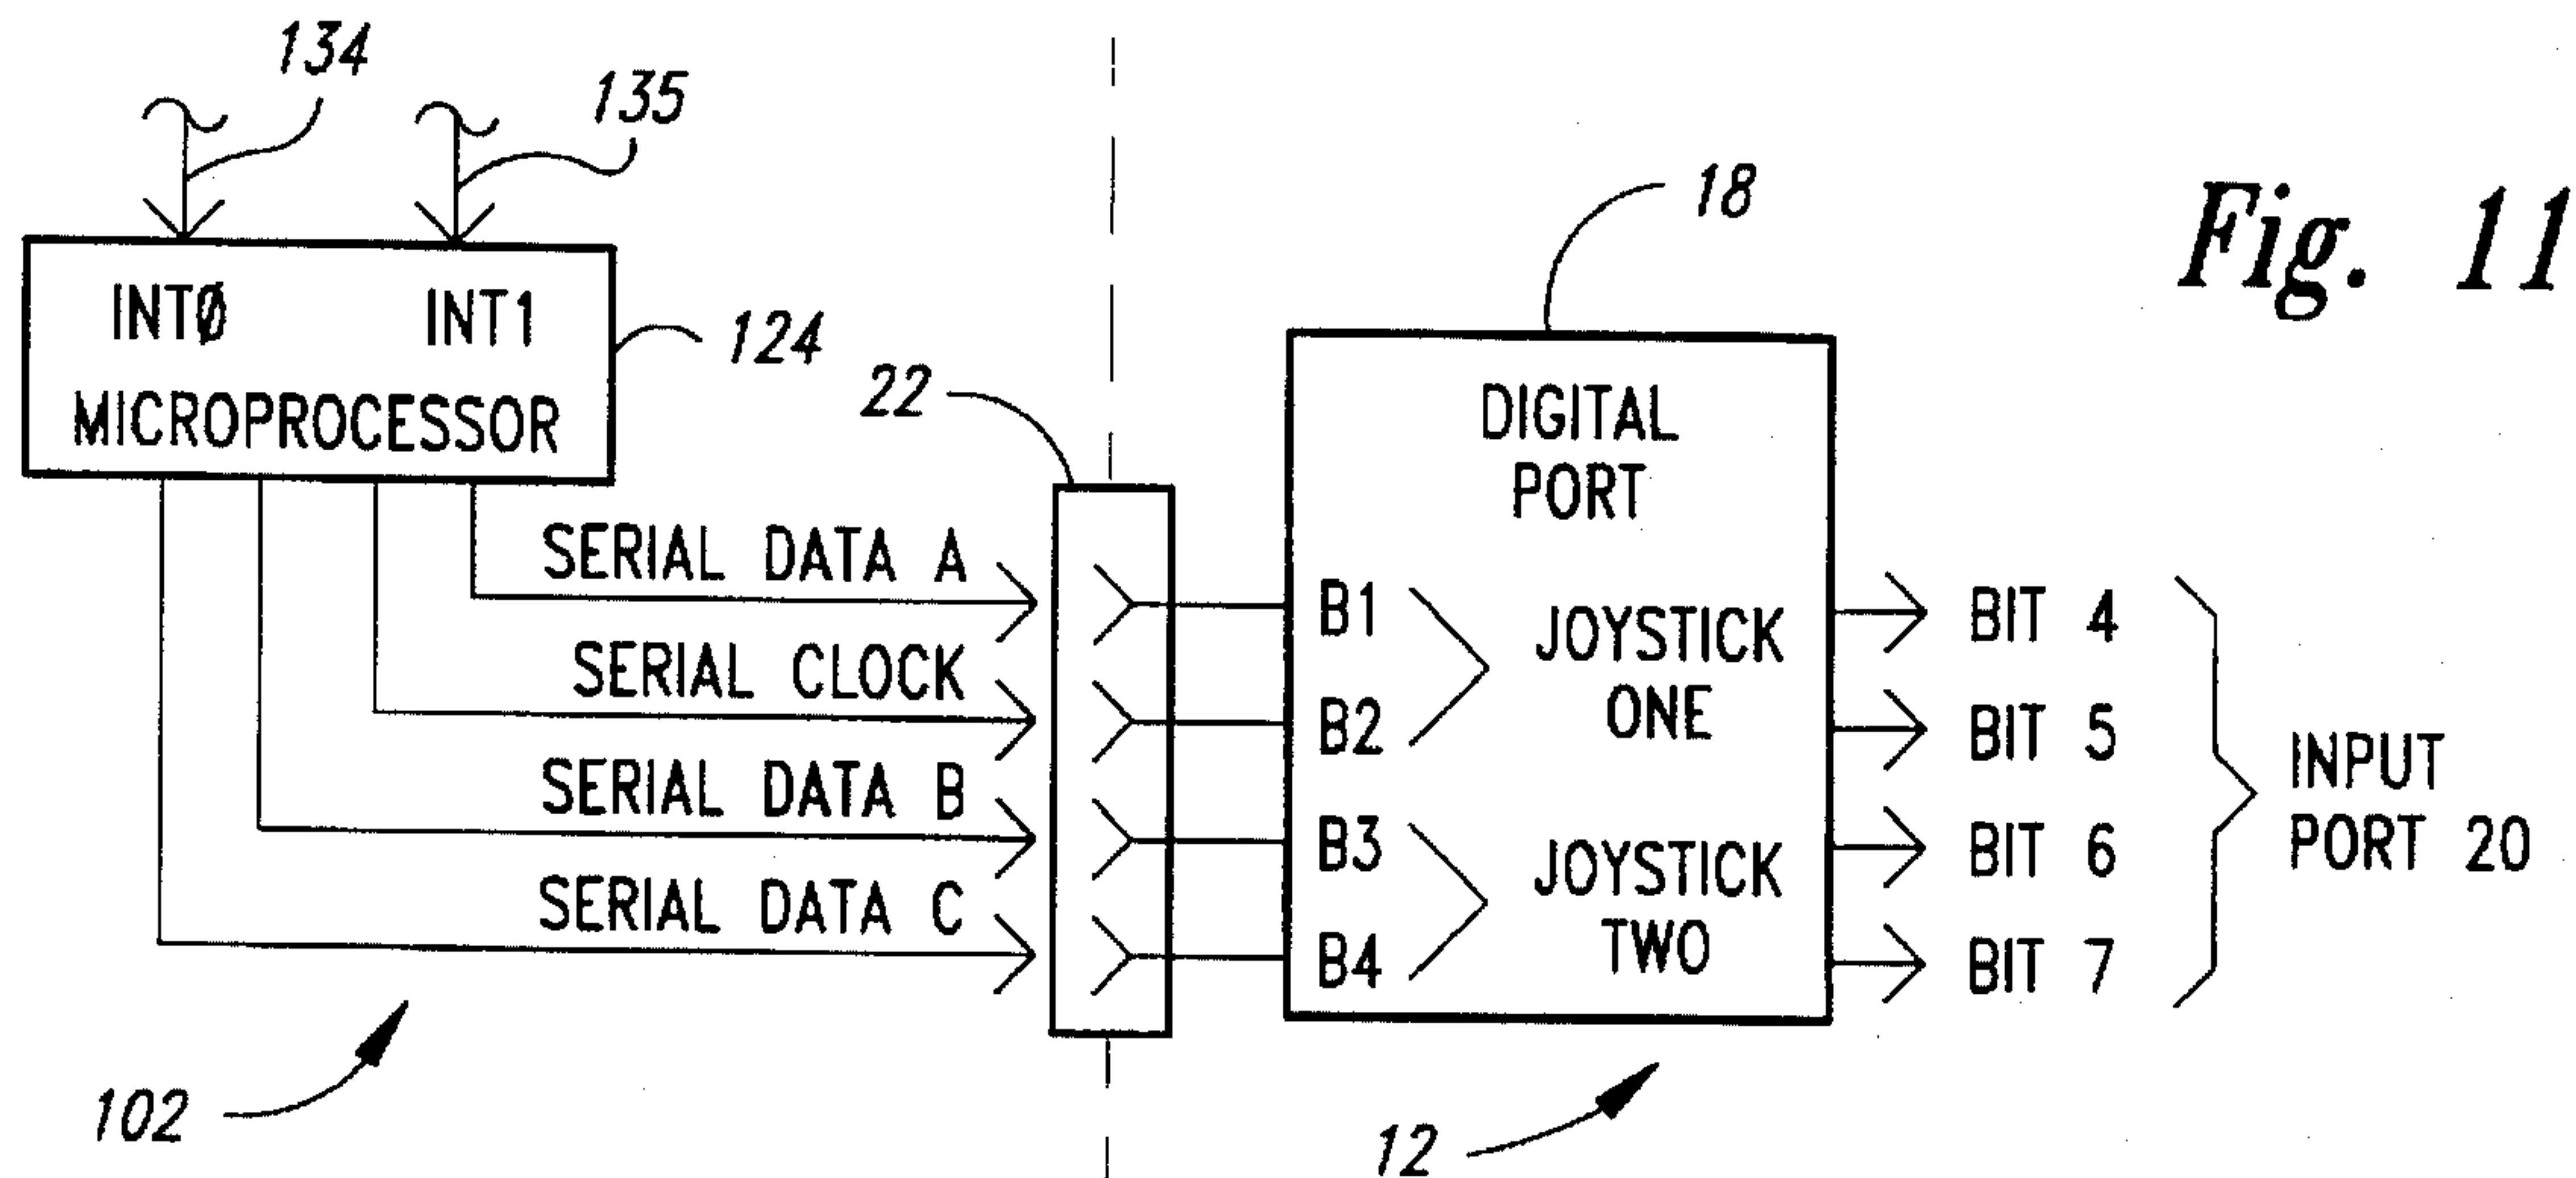 134
135
Fig. 11
18
INTØ INT1
MICROPROCESSOR
124
22
DIGITAL
PORT
SERIAL DATA A
SERIAL CLOCK
SERIAL DATA B
SERIAL DATA C
B1
B2
B3
B4
JOYSTICK
ONE
JOYSTICK
TWO
BIT 4
BIT 5
BIT 6
BIT 7
INPUT
PORT 20
102
12